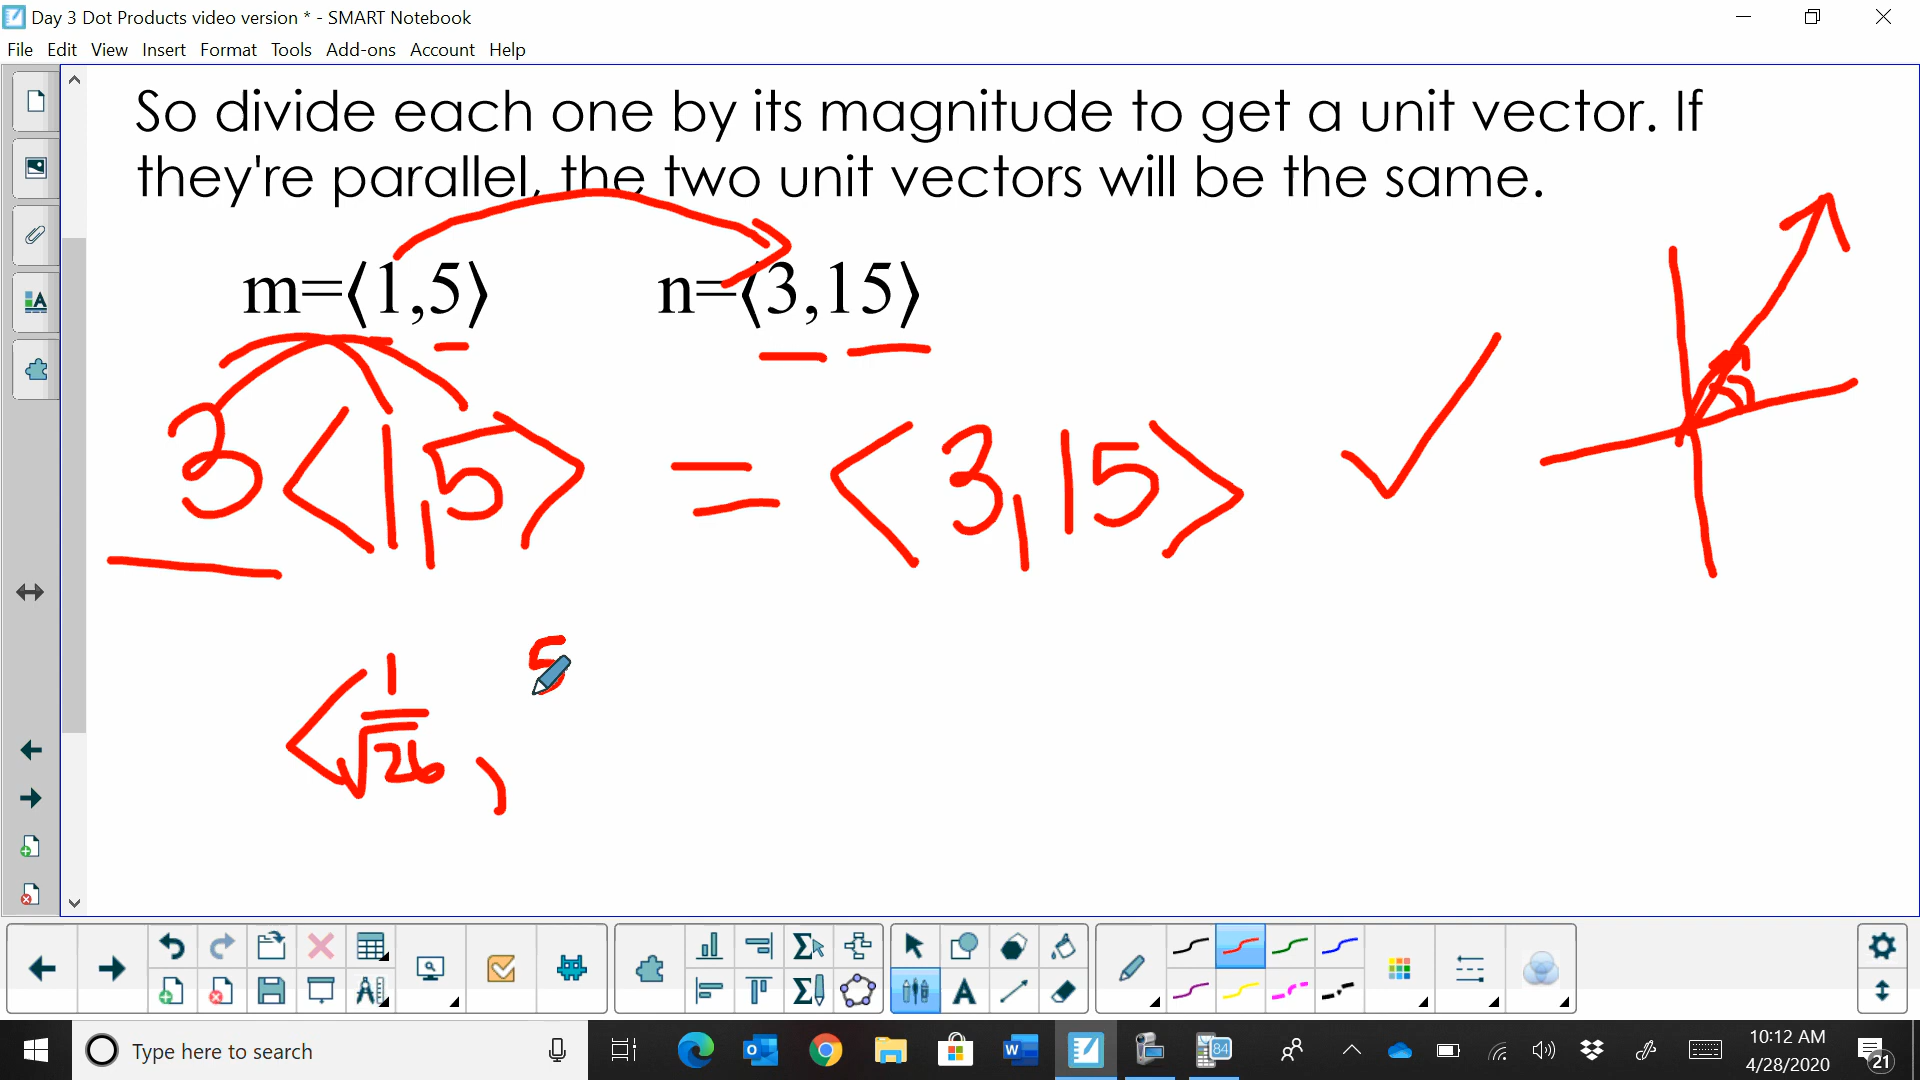 Day 3 Dot Products video version * - SMART Notebook
File Edit View Insert Format Tools Add-ons Account Help
So divide each one by its magnitude to get a unit vector. If
they're parallel, the two unit vectors will be the same.
m=⟨1,5⟩ n=⟨3,15⟩
3<1,5> = <3,15> ✓
<1/√26, 5
Type here to search
84
10:12 AM
4/28/2020
21